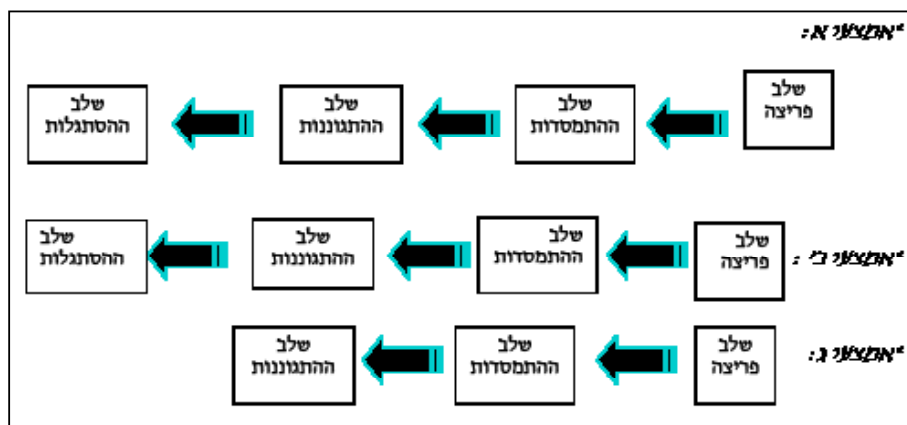 אמצעי א:
שלב
פריצה
שלב
ההתמסדות
שלב
ההתגוננות
שלב
ההסתגלות
אמצעי ב':
שלב
פריצה
שלב
ההתמסדות
שלב
ההתגוננות
שלב
ההסתגלות
אמצעי ג:
שלב
פריצה
שלב
ההתמסדות
שלב
ההתגוננות